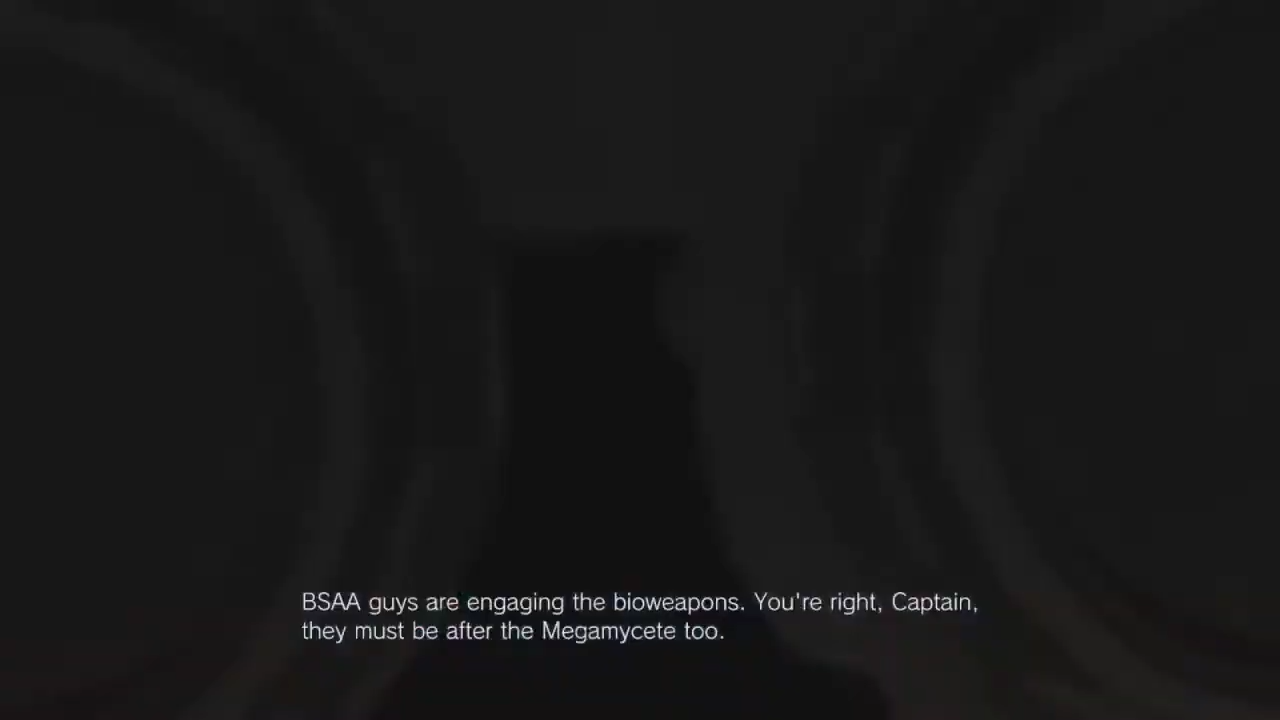 BSAA guys are engaging the bioweapons. You're right, Captain,
they must be after the Megamycete too.